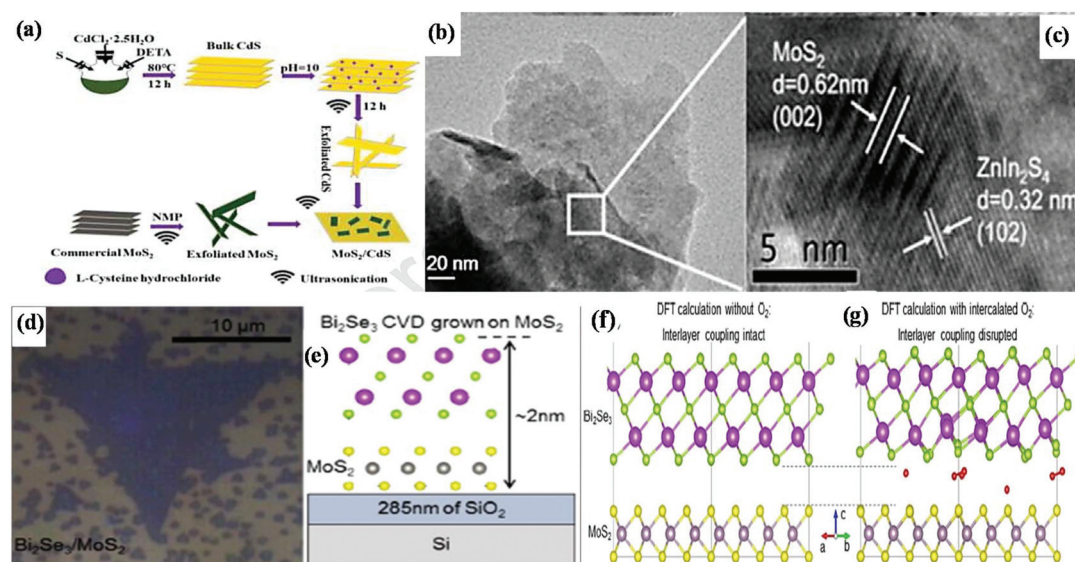 (a)
CdCl₂·2.5H₂O
S
DETA
80°C
12 h
Bulk CdS
pH=10
12 h
Exfoliated CdS
NMP
Commercial MoS₂
Exfoliated MoS₂
MoS₂/CdS
L-Cysteine hydrochloride
Ultrasonication
(b)
20 nm
(c)
MoS₂
d=0.62nm
(002)
ZnIn₂S₄
d=0.32 nm
(102)
5 nm
(d)
10 µm
Bi₂Se₃/MoS₂
(e)
Bi₂Se₃ CVD grown on MoS₂
~2nm
MoS₂
285nm of SiO₂
Si
(f)
DFT calculation without O₂:
Interlayer coupling intact
Bi₂Se₃
MoS₂
c
a
b
(g)
DFT calculation with intercalated O₂:
Interlayer coupling disrupted